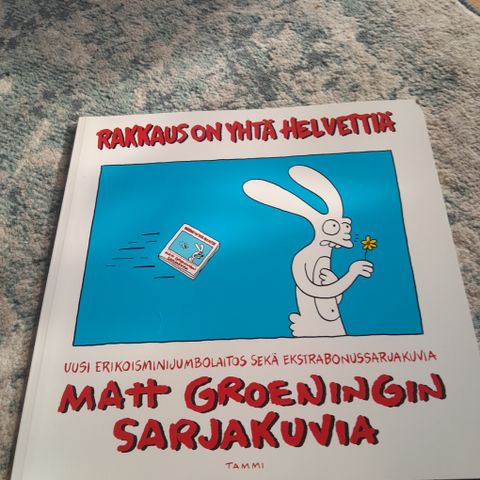 RAKKAUS ON YHTÄ HELVETTIÄ
UUSI ERIKOISMINIJUMBOLAITOS SEKÄ EKSTRABONUSSARJAKUVIA
MATT GROENINGIN
SARJAKUVIA
TAMMI